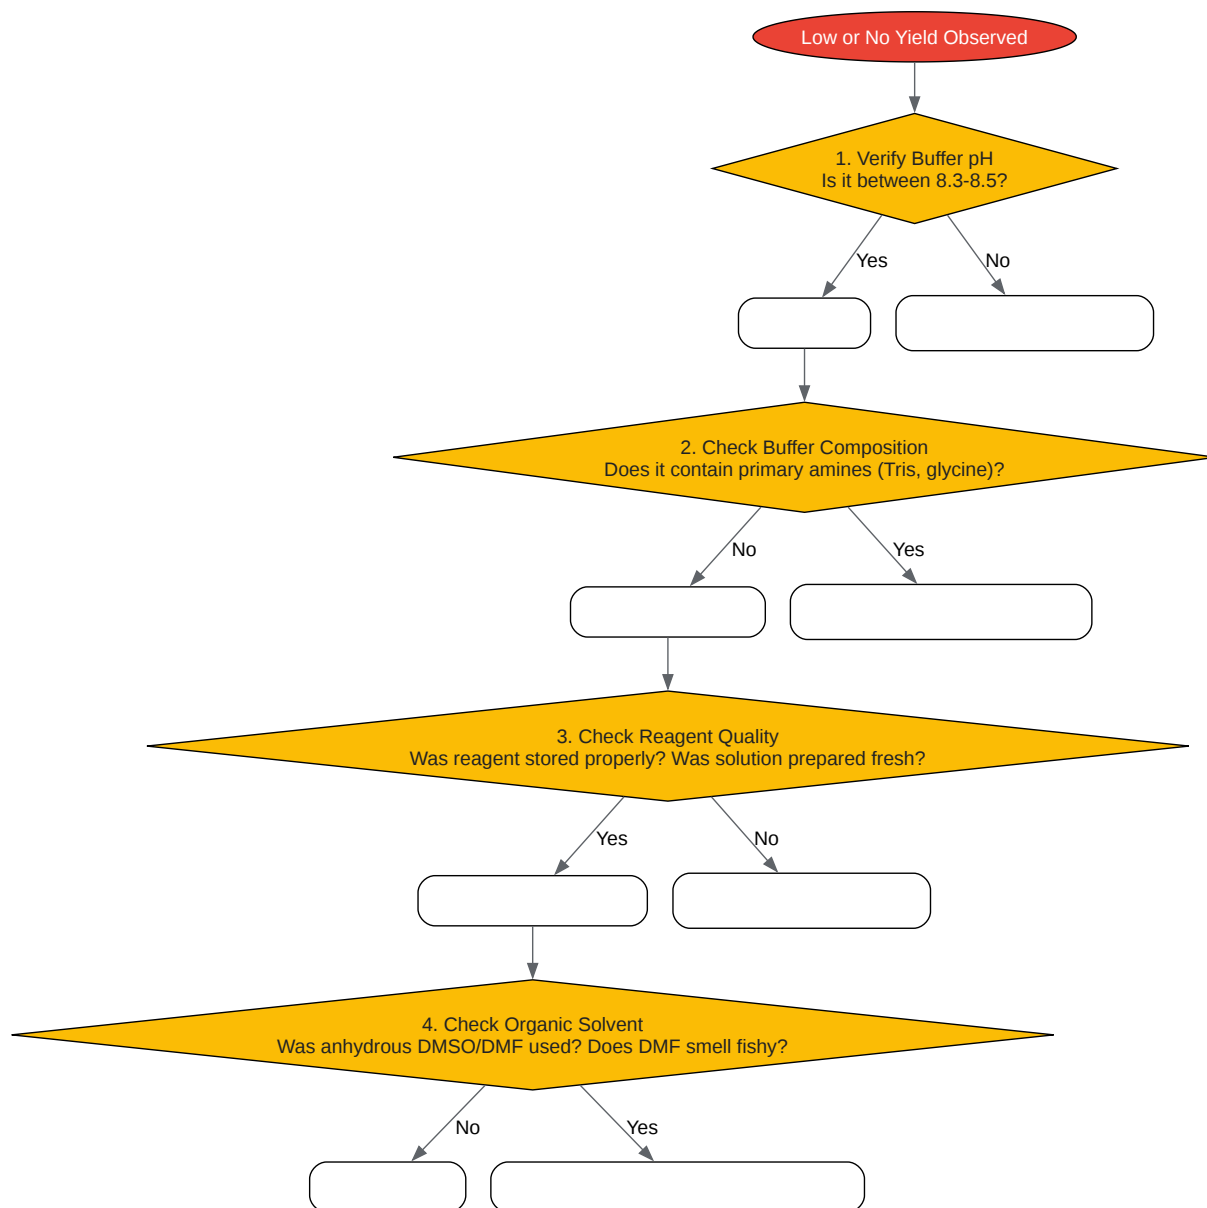 Low or No Yield Observed
1. Verify Buffer pH
Is it between 8.3-8.5?
Yes
No
2. Check Buffer Composition
Does it contain primary amines (Tris, glycine)?
No
Yes
3. Check Reagent Quality
Was reagent stored properly? Was solution prepared fresh?
Yes
No
4. Check Organic Solvent
Was anhydrous DMSO/DMF used? Does DMF smell fishy?
No
Yes